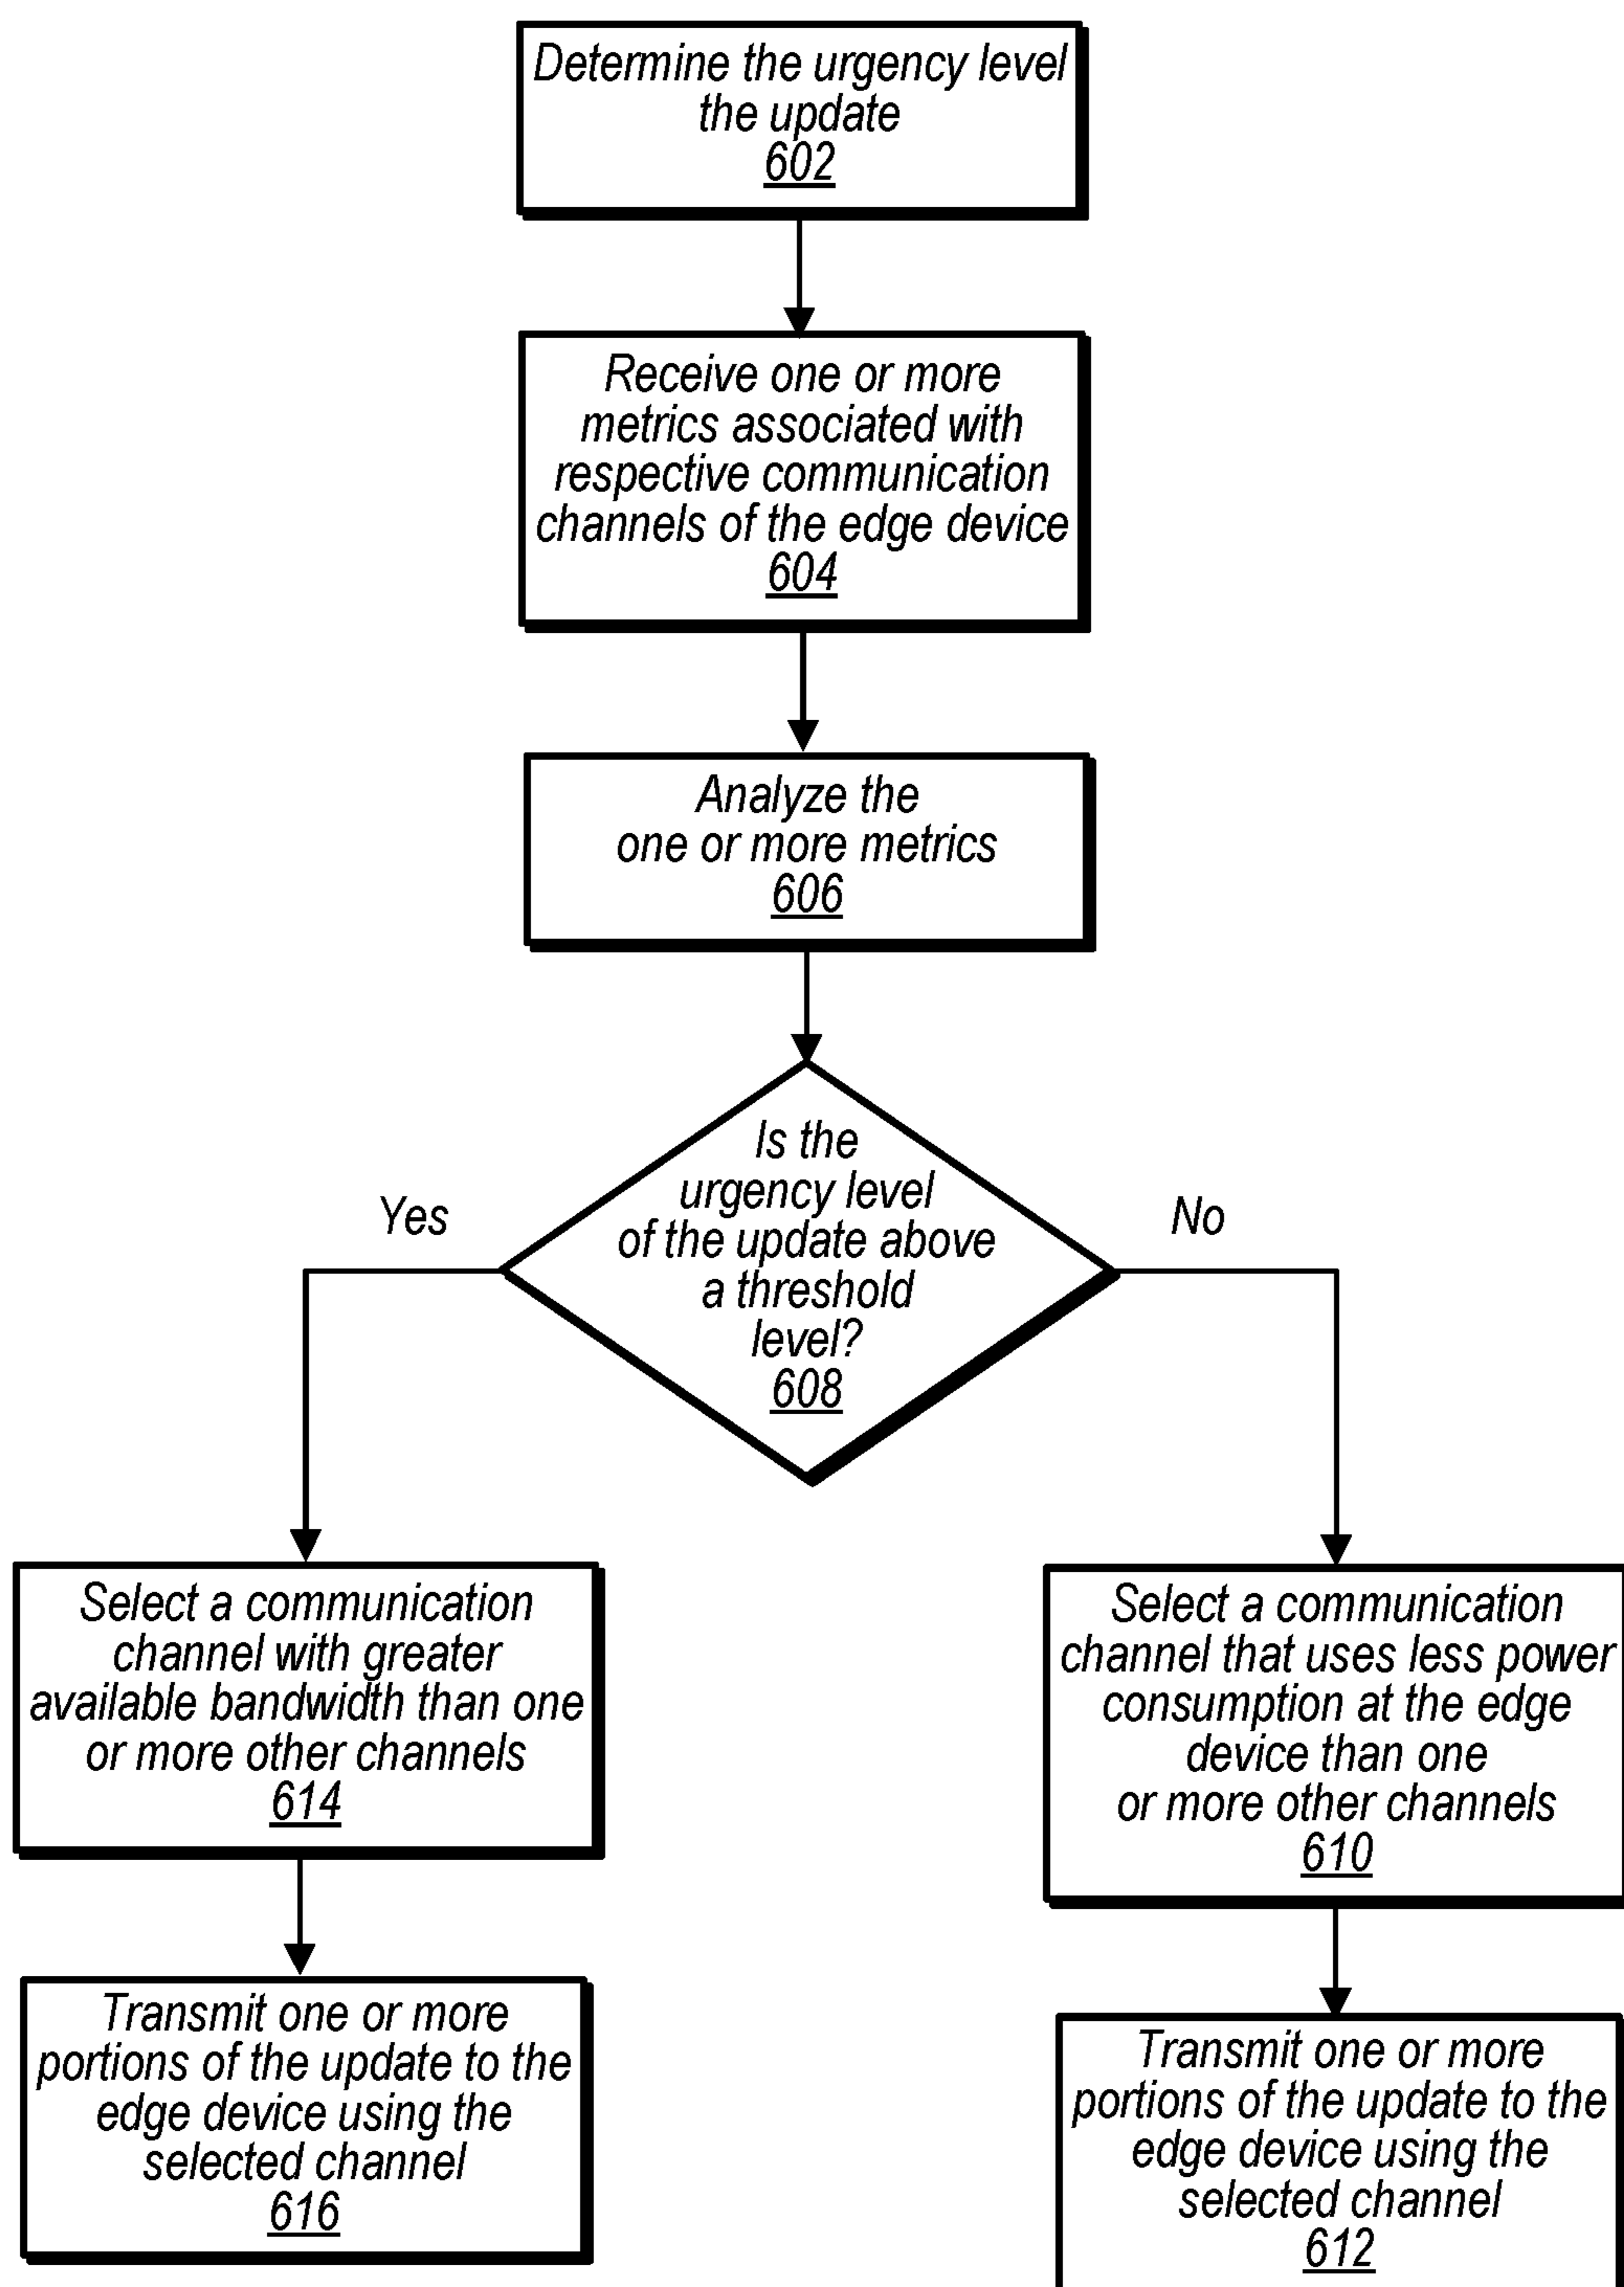 Determine the urgency level
the update
602
Receive one or more
metrics associated with
respective communication
channels of the edge device
604
Analyze the
one or more metrics
606
Is the
urgency level
of the update above
a threshold
level?
608
Yes
No
Select a communication
channel with greater
available bandwidth than one
or more other channels
614
Select a communication
channel that uses less power
consumption at the edge
device than one
or more other channels
610
Transmit one or more
portions of the update to the
edge device using the
selected channel
616
Transmit one or more
portions of the update to the
edge device using the
selected channel
612